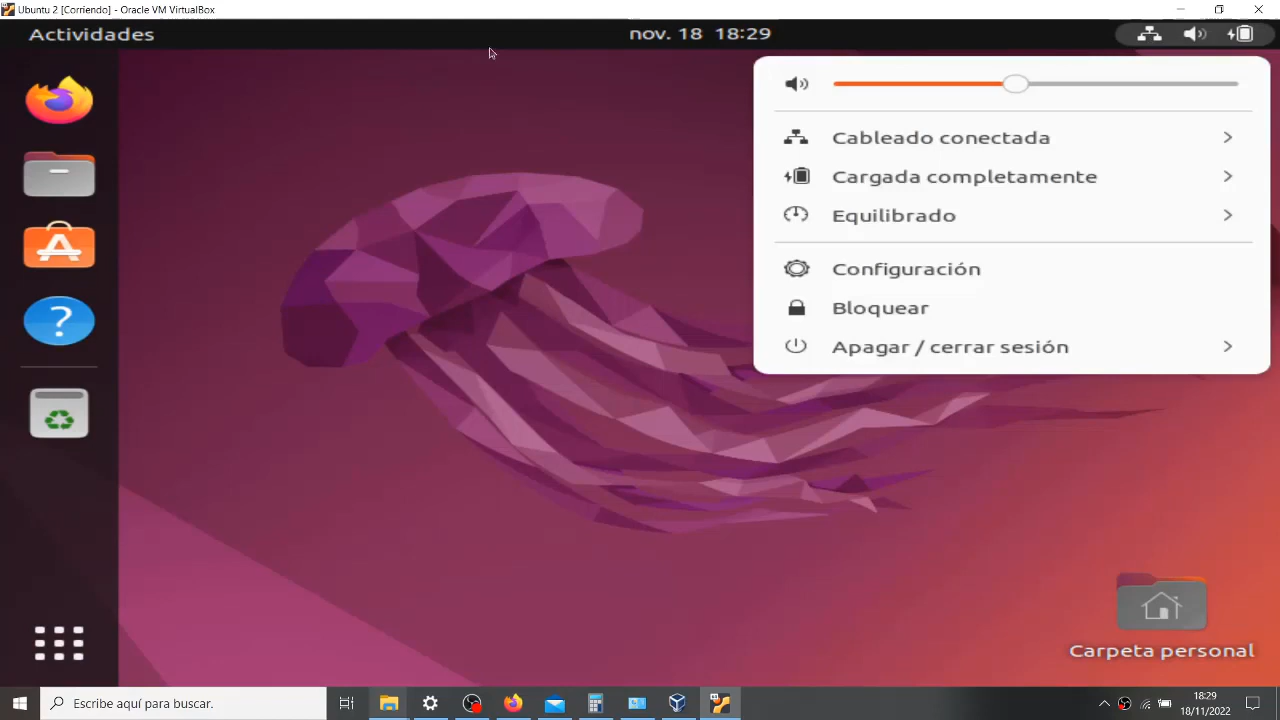 Ubuntu 2 [Corriendo] - Oracle VM VirtualBox
Actividades
nov. 18 18:29
Cableado conectada
Cargada completamente
Equilibrado
Configuración
Bloquear
Apagar / cerrar sesión
Carpeta personal
Escribe aquí para buscar.
18:29
18/11/2022